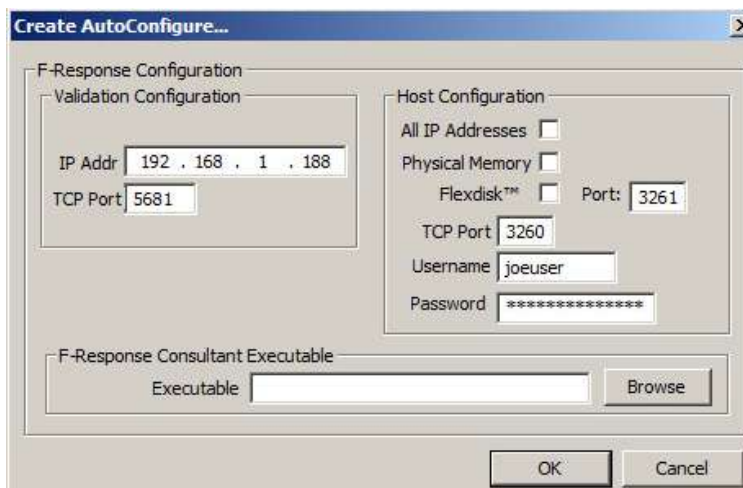 Create AutoConfigure...
F-Response Configuration
Validation Configuration
IP Addr 192 . 168 . 1 . 188
TCP Port 5681
Host Configuration
All IP Addresses
Physical Memory
Flexdisk™ Port: 3261
TCP Port 3260
Username joeuser
Password **************
F-Response Consultant Executable
Executable Browse
OK Cancel